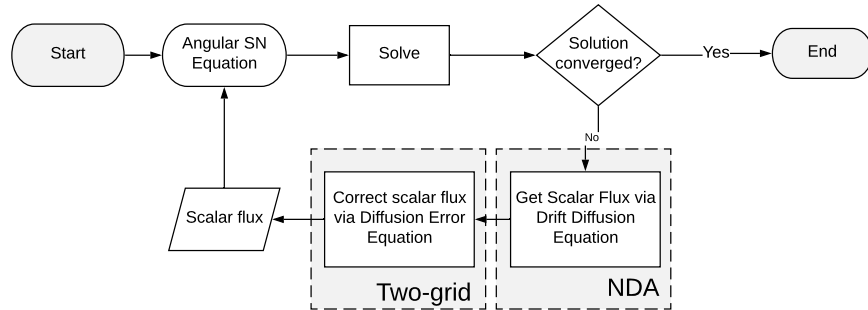 Start
Angular SN
Equation
Solve
Solution
converged?
Yes
End
No
Get Scalar Flux via
Drift Diffusion
Equation
NDA
Correct scalar flux
via Diffusion Error
Equation
Two-grid
Scalar flux